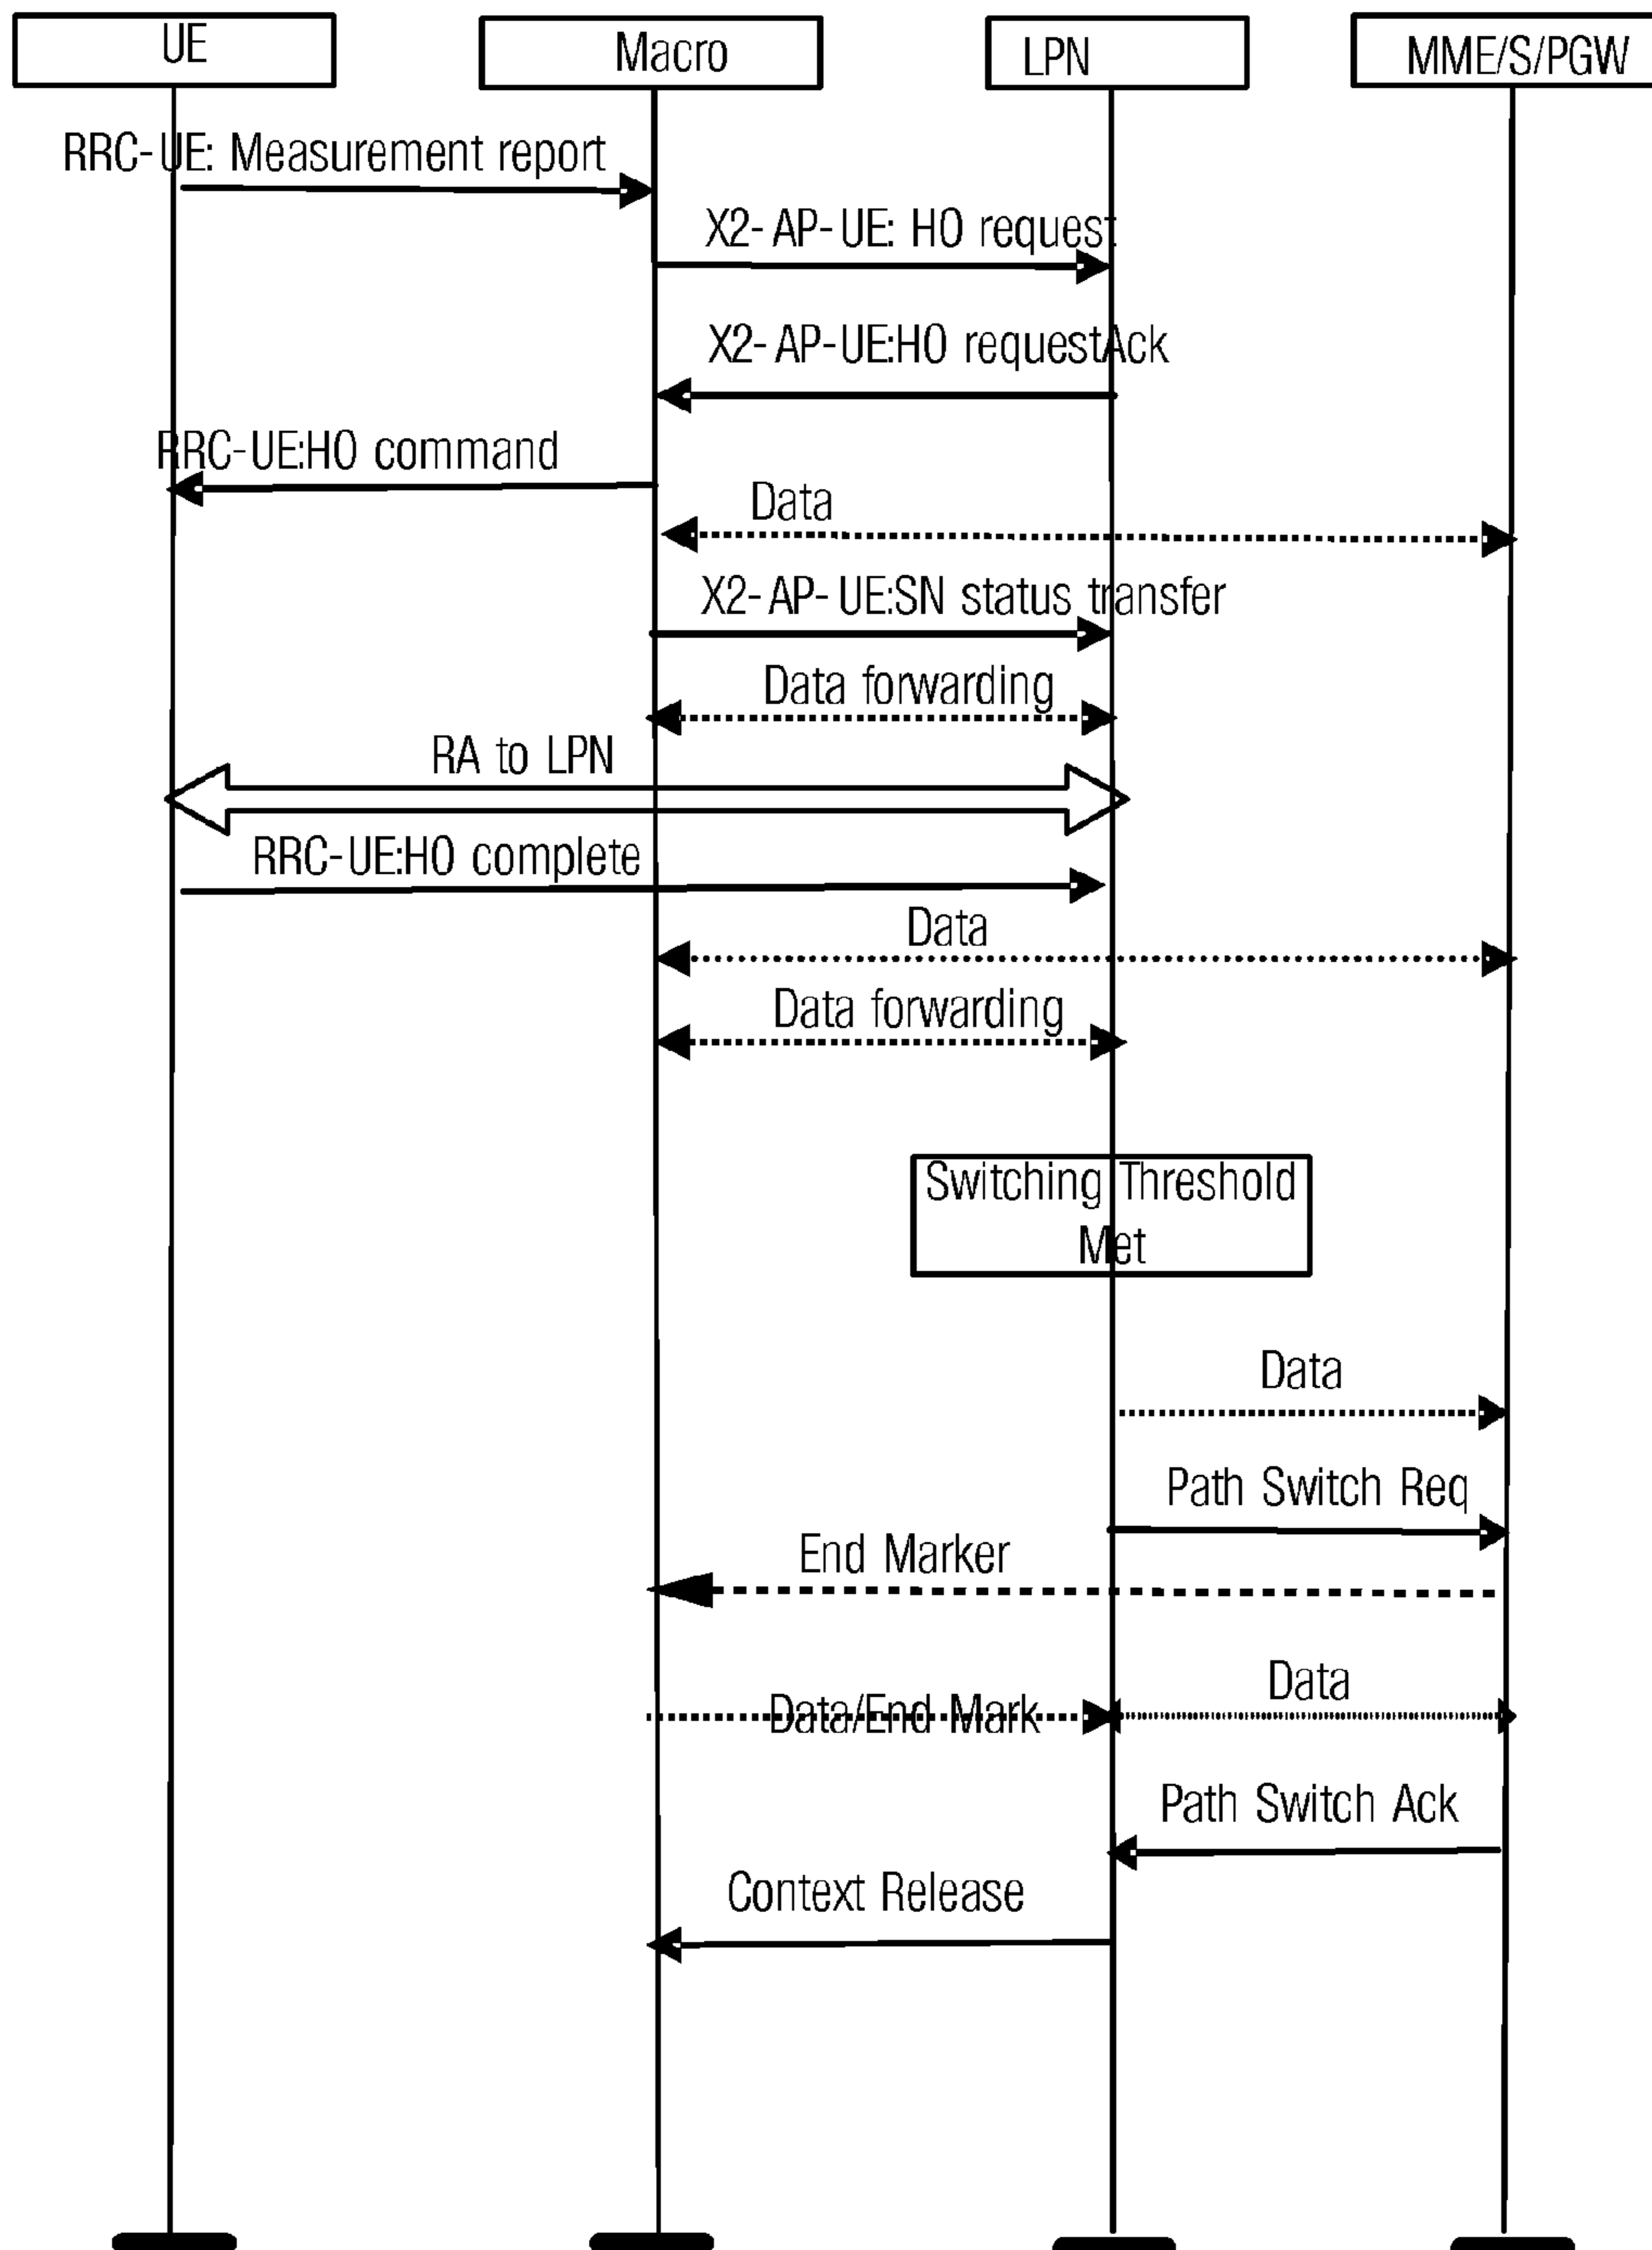 UE
Macro
LPN
MME/S/PGW
RRC-UE: Measurement report
X2-AP-UE: HO request
X2-AP-UE:HO requestAck
RRC-UE:HO command
Data
X2-AP-UE:SN status transfer
Data forwarding
RA to LPN
RRC-UE:HO complete
Data
Data forwarding
Switching Threshold
Met
Data
Path Switch Req
End Marker
Data
Data/End Mark
Path Switch Ack
Context Release